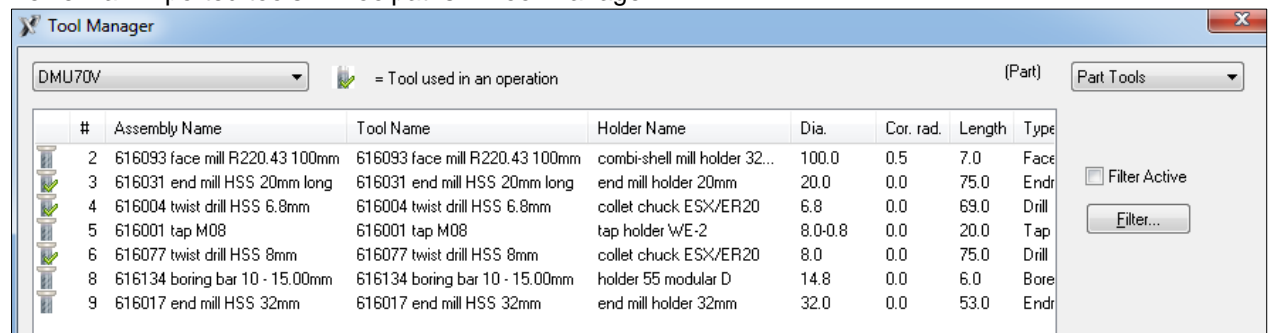 Tool Manager
DMU70V
= Tool used in an operation
(Part)
Part Tools
# Assembly Name Tool Name Holder Name Dia. Cor. rad. Length Type
2 616093 face mill R220.43 100mm 616093 face mill R220.43 100mm combi-shell mill holder 32... 100.0 0.5 7.0 Face
3 616031 end mill HSS 20mm long 616031 end mill HSS 20mm long end mill holder 20mm 20.0 0.0 75.0 Endr
4 616004 twist drill HSS 6.8mm 616004 twist drill HSS 6.8mm collet chuck ESX/ER20 6.8 0.0 69.0 Drill
5 616001 tap M08 616001 tap M08 tap holder WE-2 8.0-0.8 0.0 20.0 Tap
6 616077 twist drill HSS 8mm 616077 twist drill HSS 8mm collet chuck ESX/ER20 8.0 0.0 75.0 Drill
8 616134 boring bar 10 - 15.00mm 616134 boring bar 10 - 15.00mm holder 55 modular D 14.8 0.0 6.0 Bore
9 616017 end mill HSS 32mm 616017 end mill HSS 32mm end mill holder 32mm 32.0 0.0 53.0 Endr
Filter Active
Filter...